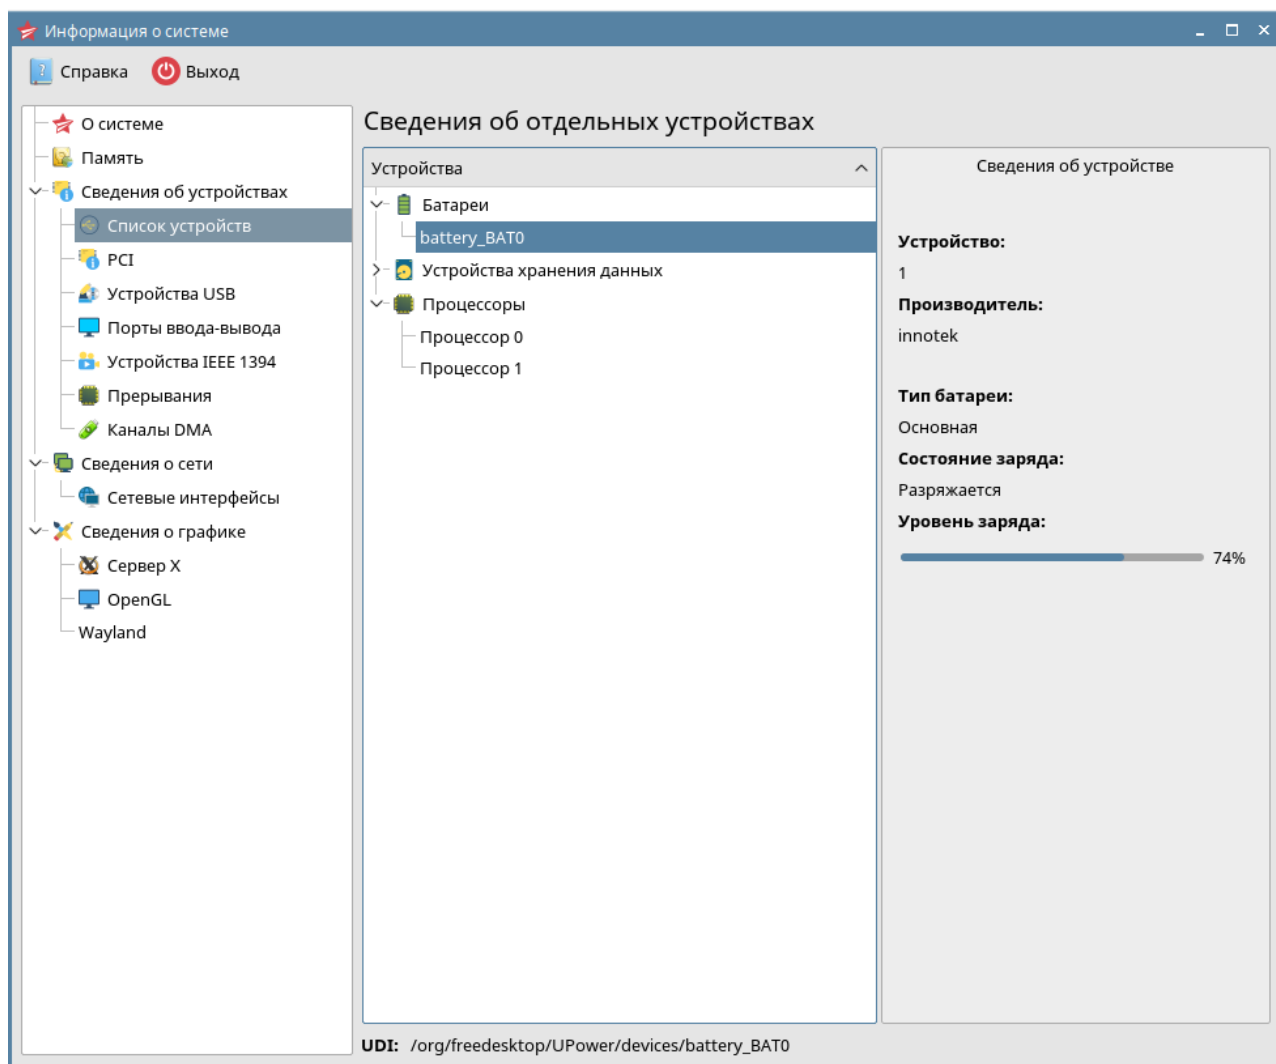 Информация о системе
Справка
Выход
О системе
Память
Сведения об устройствах
Список устройств
PCI
Устройства USB
Порты ввода-вывода
Устройства IEEE 1394
Прерывания
Каналы DMA
Сведения о сети
Сетевые интерфейсы
Сведения о графике
Сервер X
OpenGL
Wayland
Сведения об отдельных устройствах
Устройства
Батареи
battery_BAT0
Устройства хранения данных
Процессоры
Процессор 0
Процессор 1
Сведения об устройстве
Устройство:
1
Производитель:
innotek
Тип батареи:
Основная
Состояние заряда:
Разряжается
Уровень заряда:
74%
UDI: /org/freedesktop/UPower/devices/battery_BAT0